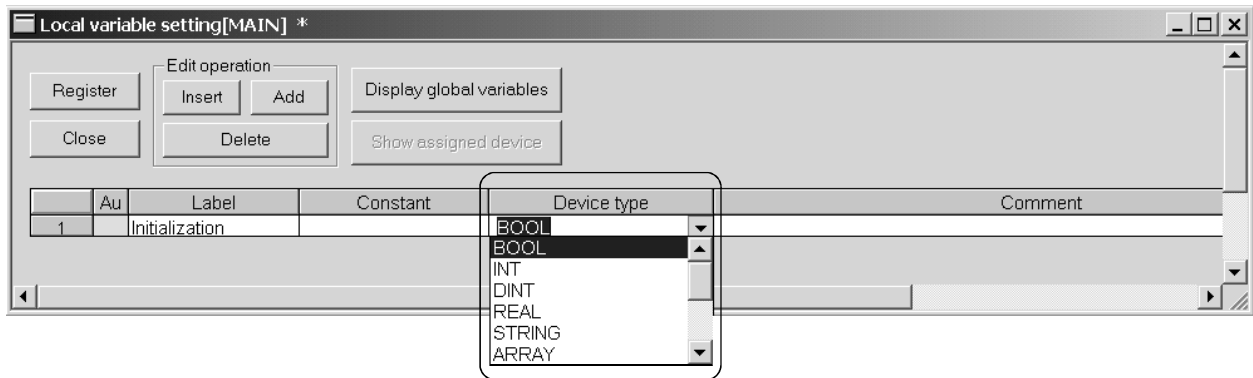 Local variable setting[MAIN] *
Edit operation
Register
Insert
Add
Display global variables
Close
Delete
Show assigned device
Au
Label
Constant
Device type
Comment
1
Initialization
BOOL
BOOL
INT
DINT
REAL
STRING
ARRAY